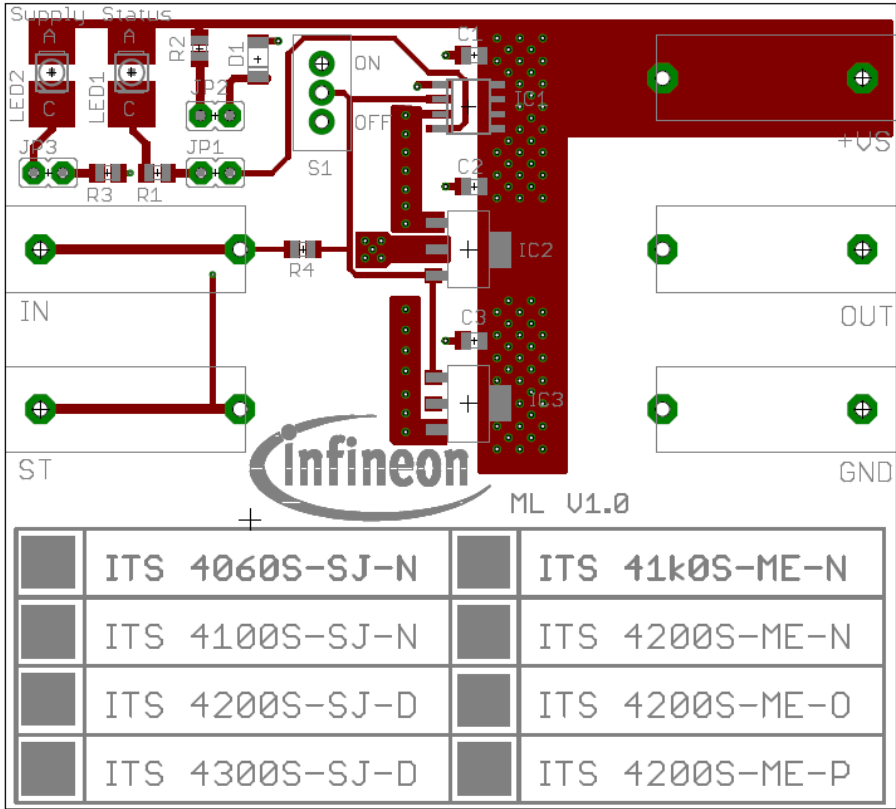 Supply Status
A A
C C
LED2 LED1
R2
D1
JP2
ON
OFF
S1
C1
IC1
+VS
JP3
R3
R1
JP1
C2
R4
IC2
IN
OUT
C3
IC3
ST
GND
infineon
ML V1.0
ITS 4060S-SJ-N ITS 41k0S-ME-N
ITS 4100S-SJ-N ITS 4200S-ME-N
ITS 4200S-SJ-D ITS 4200S-ME-O
ITS 4300S-SJ-D ITS 4200S-ME-P